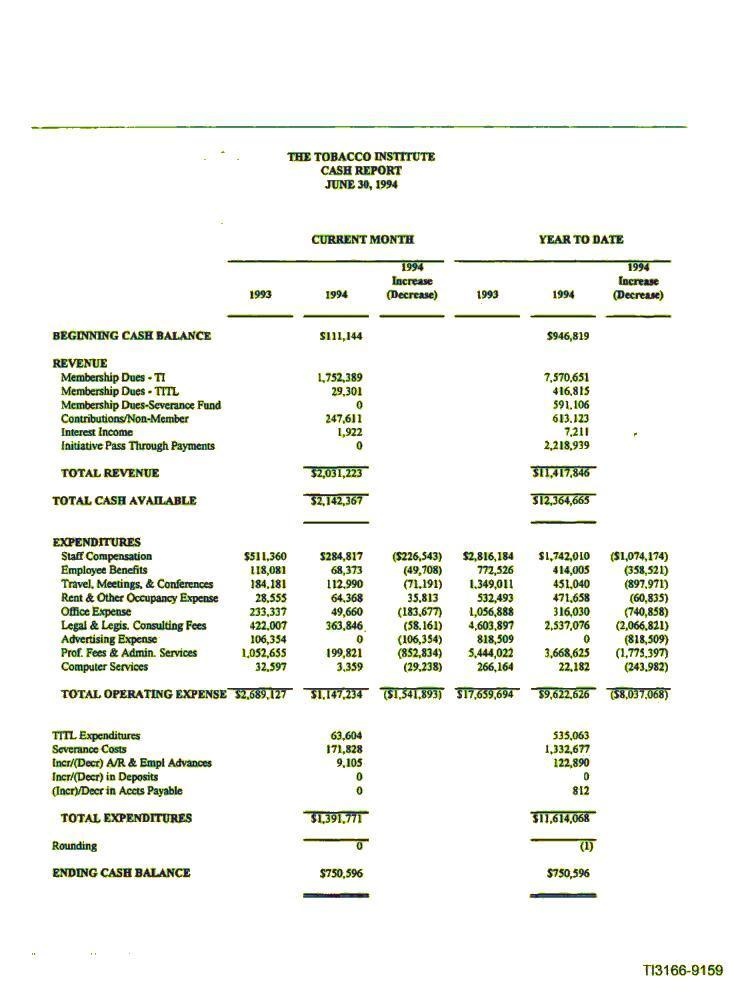 THE TOBACCO INSTITUTE
CASH REPORT
JUNE 30, 1994
CURRENT MONTH YEAR TO DATE
1994 1994
Increase Increase
1993 1994 (Decrease) 1993 1994 (Decrease)
BEGINNING CASH BALANCE $111,144 $946,819
REVENUE
Membership Dues - TI 1,752,389 7,570,651
Membership Dues - TITL 29,301 416,815
Membership Dues-Severance Fund 0 591,106
Contributions/Non-Member 247,611 613,123
Interest Income 1,922 7,211
Initiative Pass Through Payments 0 2,218,939
TOTAL REVENUE $2,031,223 $11,417,846
TOTAL CASH AVAILABLE $2,142,367 $12,364,665
EXPENDITURES
Staff Compensation $511,360 $284,817 ($226,543) $2,816,184 $1,742,010 ($1,074,174)
Employee Benefits 118,081 68,373 (49,708) 772,526 414,005 (358,521)
Travel, Meetings, & Conferences 184,181 112,990 (71,191) 1,349,011 451,040 (897,971)
Rent & Other Occupancy Expense 28,555 64,368 35,813 532,493 471,658 (60,835)
Office Expense 233,337 49,660 (183,677) 1,056,888 316,030 (740,858)
Legal & Legis. Consulting Fees 422,007 363,846 (58,161) 4,603,897 2,537,076 (2,066,821)
Advertising Expense 106,354 0 (106,354) 818,509 0 (818,509)
Prof. Fees & Admin. Services 1,052,655 199,821 (852,834) 5,444,022 3,668,625 (1,775,397)
Computer Services 32,597 3,359 (29,238) 266,164 22,182 (243,982)
TOTAL OPERATING EXPENSE $2,689,127 $1,147,234 ($1,541,893) $17,659,694 $9,622,626 ($8,037,068)
TITL Expenditures 63,604 535,063
Severance Costs 171,828 1,332,677
Incr/(Decr) A/R & Empl Advances 9,105 122,890
Incr/(Decr) in Deposits 0 0
(Incr)/Decr in Accts Payable 0 812
TOTAL EXPENDITURES $1,391,771 $11,614,068
Rounding 0 (1)
ENDING CASH BALANCE $750,596 $750,596
TI3166-9159